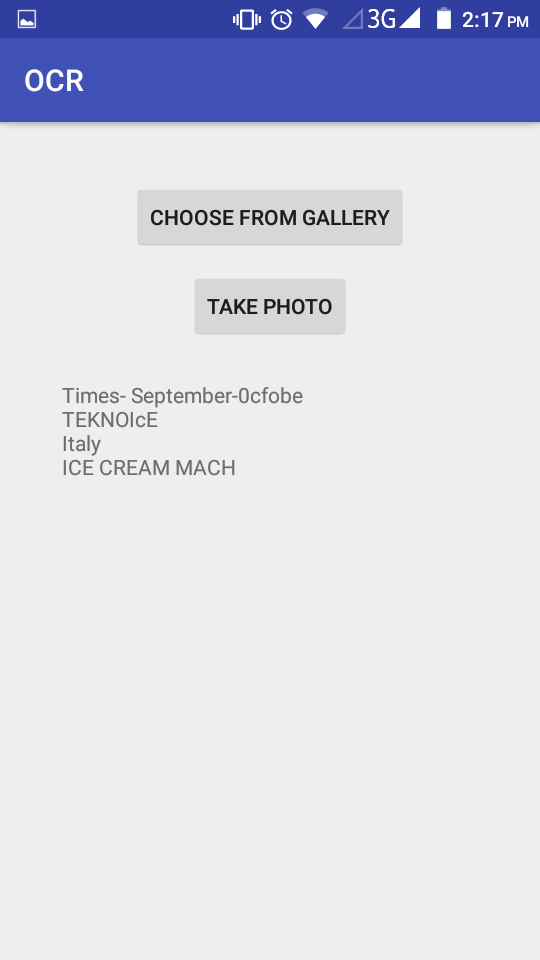 3G 2:17 PM
OCR
CHOOSE FROM GALLERY
TAKE PHOTO
Times- September-0cfobe
TEKNOIcE
Italy
ICE CREAM MACH